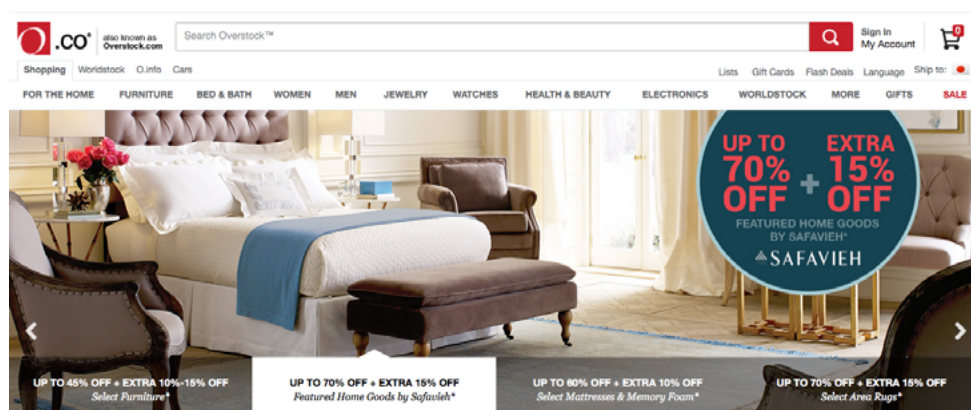 O .co®
also known as
Overstock.com
Search Overstock™
Sign In
My Account
0
Shopping Worldstock O.info Cars
Lists Gift Cards Flash Deals Language Ship to:
FOR THE HOME FURNITURE BED & BATH WOMEN MEN JEWELRY WATCHES HEALTH & BEAUTY ELECTRONICS WORLDSTOCK MORE GIFTS SALE
UP TO
70%
OFF
+
EXTRA
15%
OFF
FEATURED HOME GOODS
BY SAFAVIEH*
SAFAVIEH
UP TO 45% OFF + EXTRA 10%-15% OFF
Select Furniture*
UP TO 70% OFF + EXTRA 15% OFF
Featured Home Goods by Safavieh*
UP TO 60% OFF + EXTRA 10% OFF
Select Mattresses & Memory Foam*
UP TO 70% OFF + EXTRA 15% OFF
Select Area Rugs*